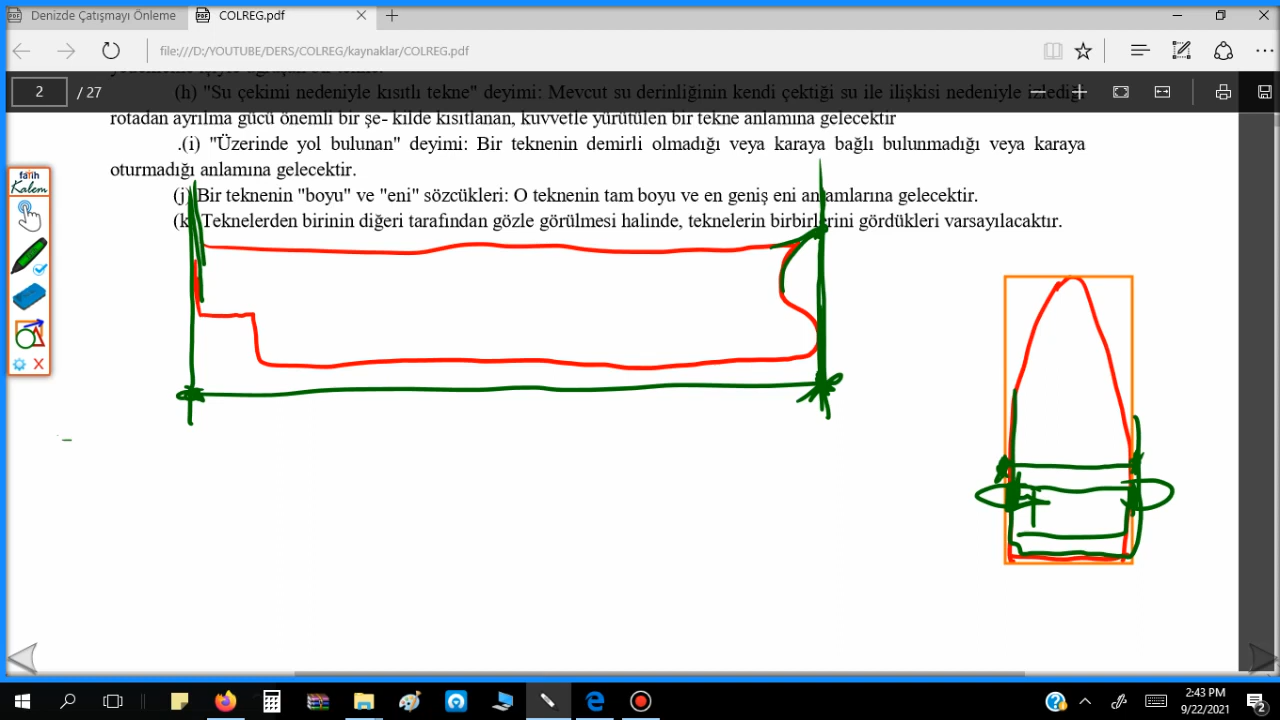 Denizde Çatışmayı Önleme
COLREG.pdf
file:///D:/YOUTUBE/DERS/COLREG/kaynaklar/COLREG.pdf
2 / 27
(h) "Su çekimi nedeniyle kısıtlı tekne" deyimi: Mevcut su derinliğinin kendi çektiği su ile ilişkisi nedeniyle izlediği
rotadan ayrılma gücü önemli bir şe- kilde kısıtlanan, kuvvetle yürütülen bir tekne anlamına gelecektir
.(i) "Üzerinde yol bulunan" deyimi: Bir teknenin demirli olmadığı veya karaya bağlı bulunmadığı veya karaya
oturmadığı anlamına gelecektir.
(j) Bir teknenin "boyu" ve "eni" sözcükleri: O teknenin tam boyu ve en geniş eni anlamlarına gelecektir.
(k) Teknelerden birinin diğeri tarafından gözle görülmesi halinde, teknelerin birbirlerini gördükleri varsayılacaktır.
fatih
Kalem
2:43 PM
9/22/2021
2